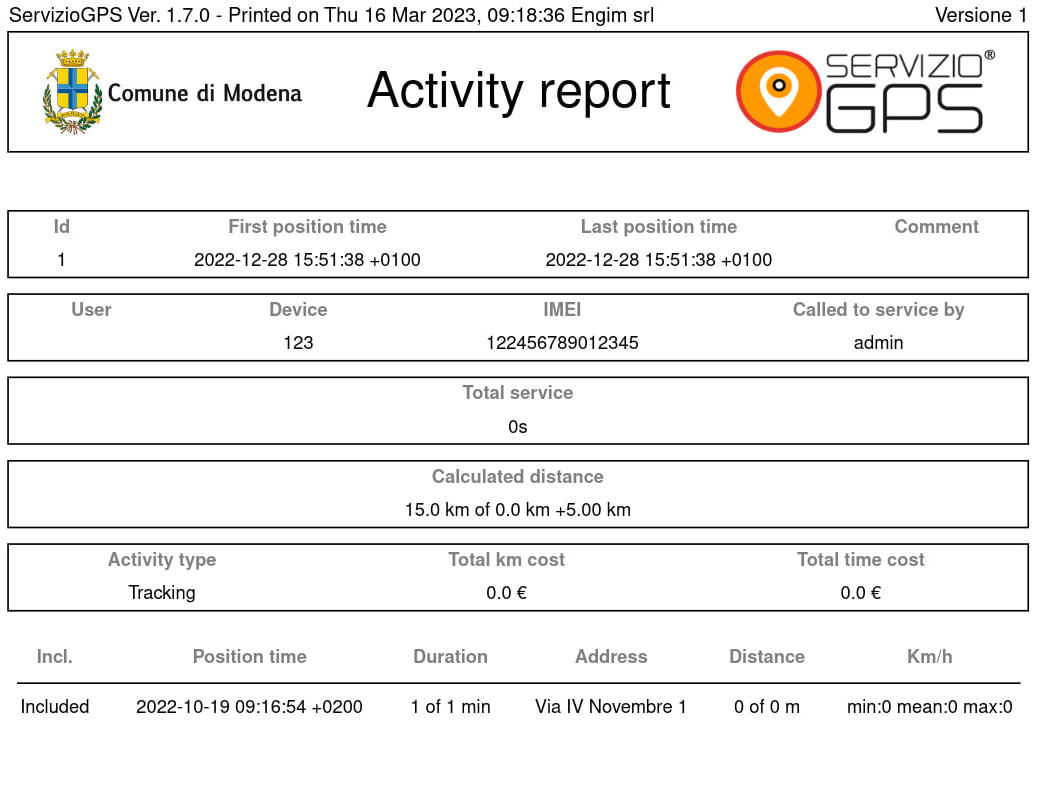 ServizioGPS Ver. 1.7.0 - Printed on Thu 16 Mar 2023, 09:18:36 Engim srl Versione 1
Comune di Modena Activity report SERVIZIO®
GPS
Id First position time Last position time Comment
1 2022-12-28 15:51:38 +0100 2022-12-28 15:51:38 +0100
User Device IMEI Called to service by
123 122456789012345 admin
Total service
0s
Calculated distance
15.0 km of 0.0 km +5.00 km
Activity type Total km cost Total time cost
Tracking 0.0 € 0.0 €
Incl. Position time Duration Address Distance Km/h
Included 2022-10-19 09:16:54 +0200 1 of 1 min Via IV Novembre 1 0 of 0 m min:0 mean:0 max:0